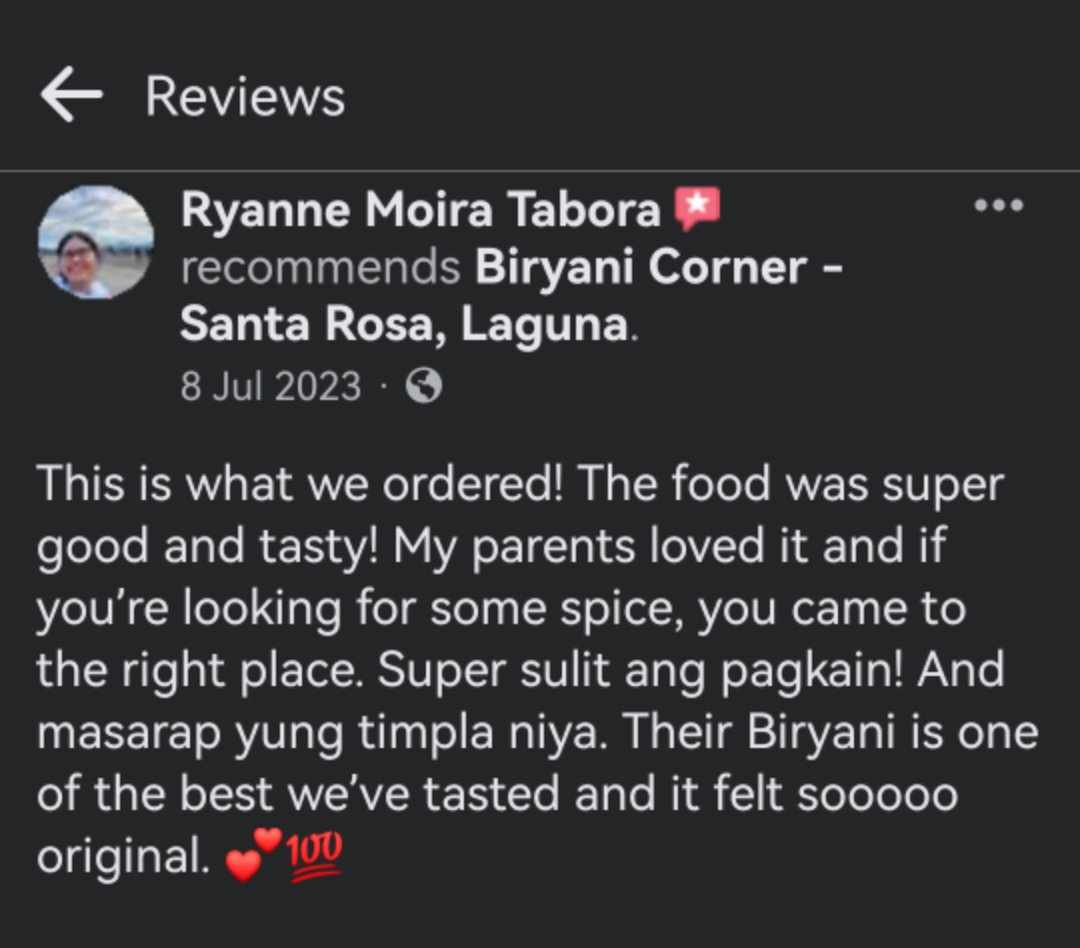 Reviews
Ryanne Moira Tabora
recommends Biryani Corner -
Santa Rosa, Laguna.
8 Jul 2023 ·
This is what we ordered! The food was super
good and tasty! My parents loved it and if
you're looking for some spice, you came to
the right place. Super sulit ang pagkain! And
masarap yung timpla niya. Their Biryani is one
of the best we've tasted and it felt sooooo
original. 💕💯